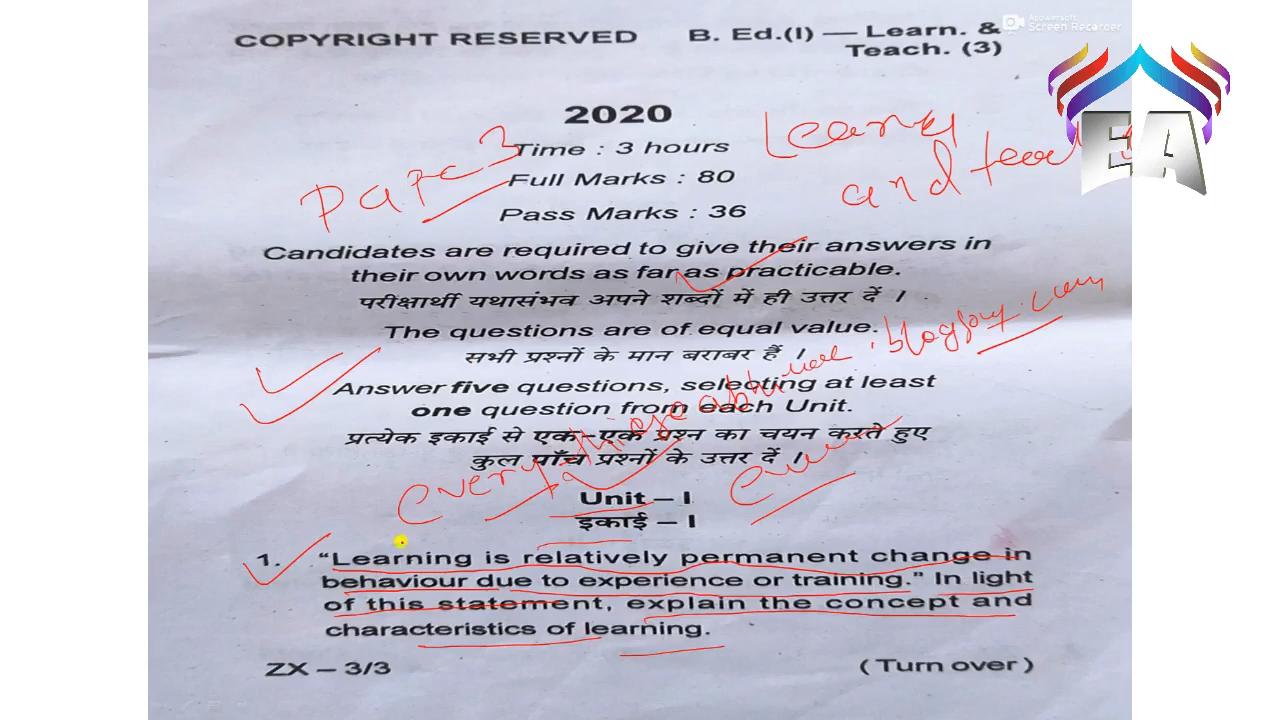 Apowersoft
Screen Recorder
COPYRIGHT RESERVED B. Ed.(I) — Learn. &
Teach. (3)
EA
2020
Time : 3 hours
Full Marks : 80
Pass Marks : 36
Candidates are required to give their answers in
their own words as far as practicable.
परीक्षार्थी यथासंभव अपने शब्दों में ही उत्तर दें ।
The questions are of equal value.
सभी प्रश्नों के मान बराबर हैं ।
Answer five questions, selecting at least
one question from each Unit.
प्रत्येक इकाई से एक-एक प्रश्न का चयन करते हुए
कुल पाँच प्रश्नों के उत्तर दें ।
Unit – I
इकाई – I
1. "Learning is relatively permanent change in
behaviour due to experience or training." In light
of this statement, explain the concept and
characteristics of learning.
ZX – 3/3 (Turn over)